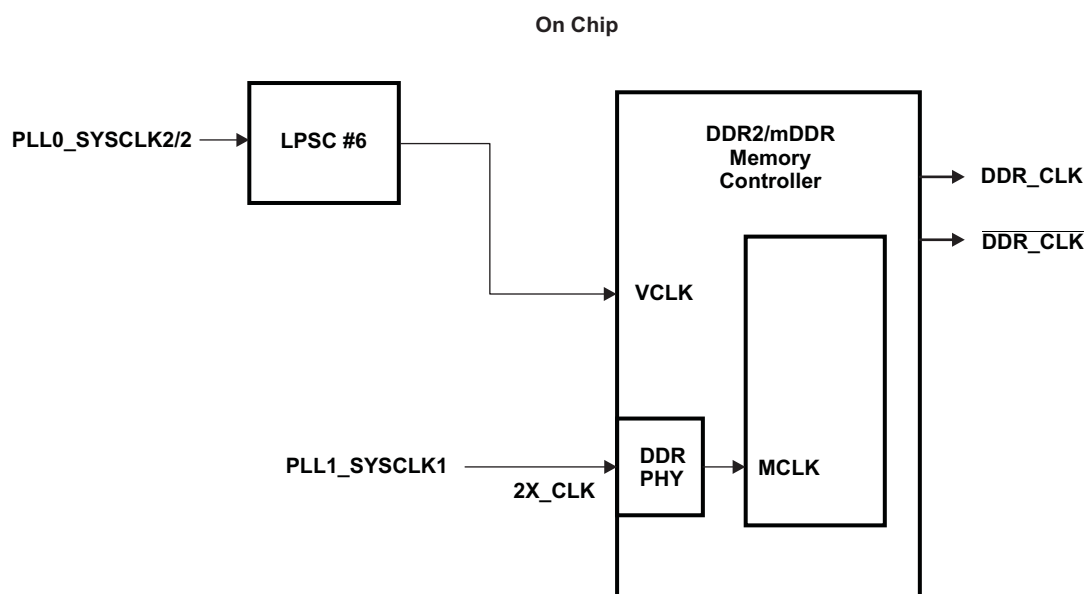 On Chip
PLL0_SYSCLK2/2
LPSC #6
DDR2/mDDR
Memory
Controller
DDR_CLK
DDR_CLK
VCLK
PLL1_SYSCLK1
2X_CLK
DDR
PHY
MCLK